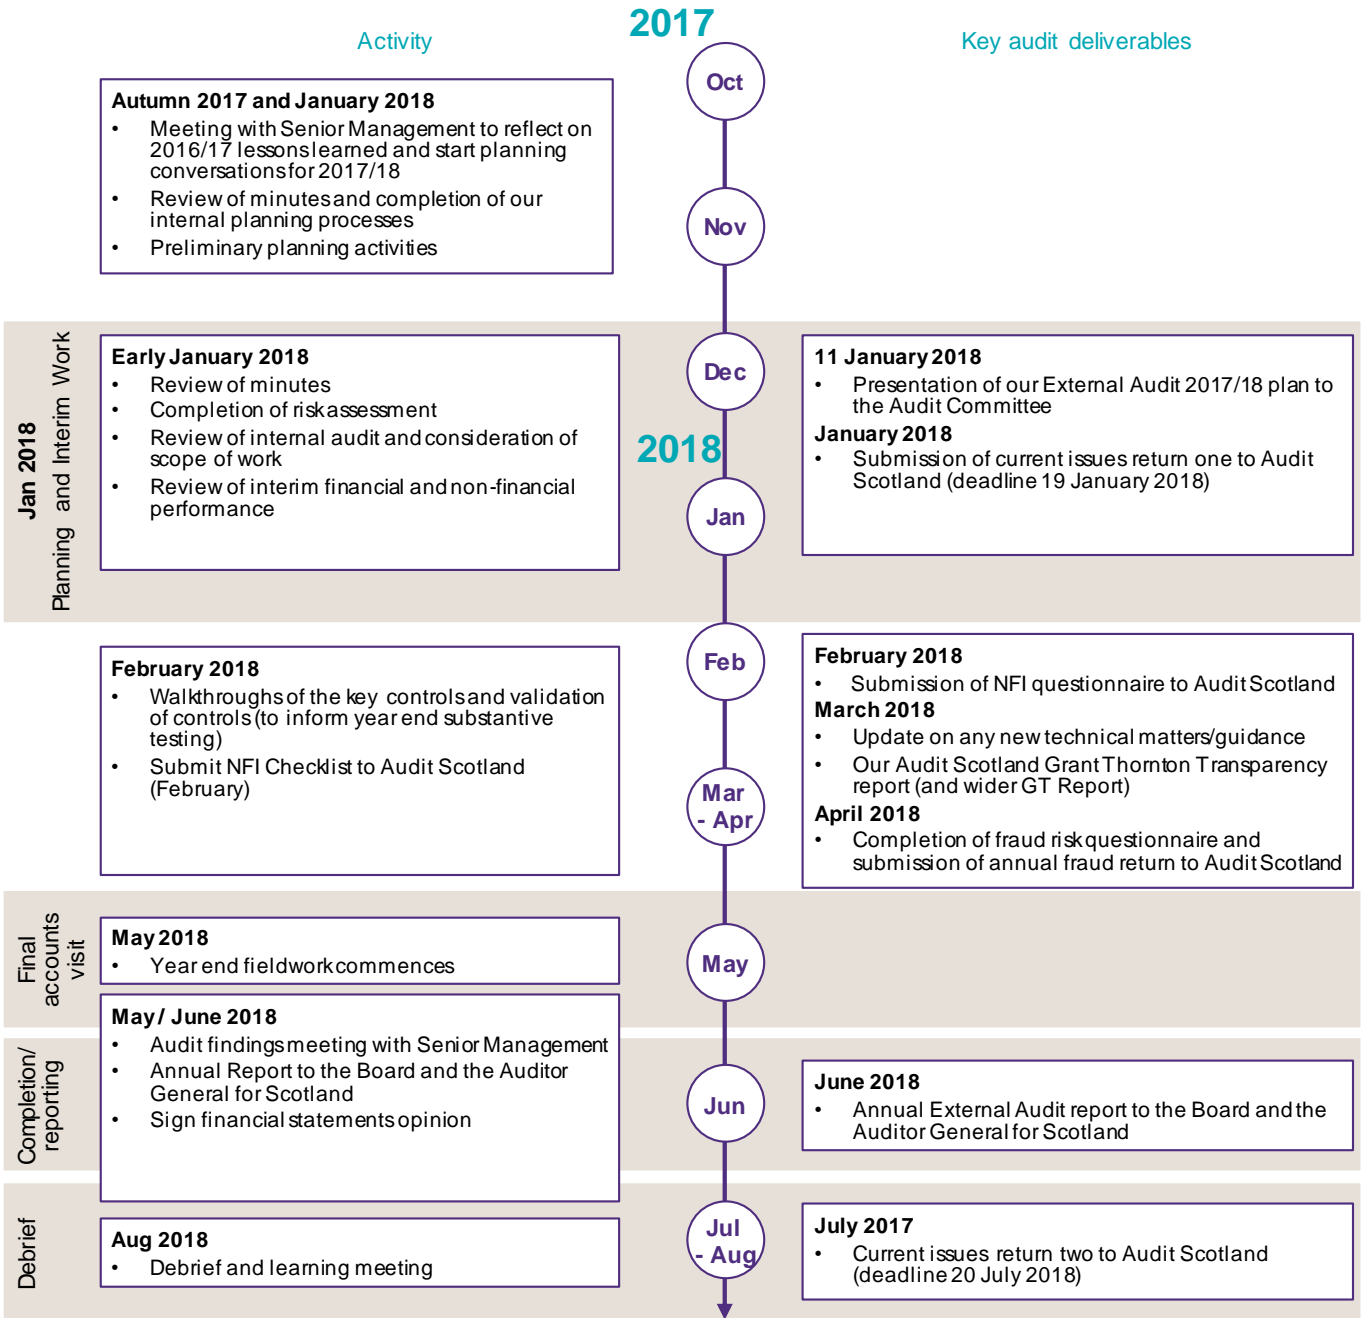 2017
Activity
Key audit deliverables
Oct
Autumn 2017 and January 2018
• Meeting with Senior Management to reflect on
2016/17 lessons learned and start planning
conversations for 2017/18
• Review of minutes and completion of our
internal planning processes
• Preliminary planning activities
Nov
Jan 2018
Planning and Interim Work
Early January 2018
• Review of minutes
• Completion of risk assessment
• Review of internal audit and consideration of
scope of work
• Review of interim financial and non-financial
performance
Dec
2018
Jan
11 January 2018
• Presentation of our External Audit 2017/18 plan to
the Audit Committee
January 2018
• Submission of current issues return one to Audit
Scotland (deadline 19 January 2018)
February 2018
• Walkthroughs of the key controls and validation
of controls (to inform year end substantive
testing)
• Submit NFI Checklist to Audit Scotland
(February)
Feb
Mar
- Apr
February 2018
• Submission of NFI questionnaire to Audit Scotland
March 2018
• Update on any new technical matters/guidance
• Our Audit Scotland Grant Thornton Transparency
report (and wider GT Report)
April 2018
• Completion of fraud risk questionnaire and
submission of annual fraud return to Audit Scotland
Final
accounts
visit
May 2018
• Year end fieldwork commences
May
Completion/
reporting
May / June 2018
• Audit findings meeting with Senior Management
• Annual Report to the Board and the Auditor
General for Scotland
• Sign financial statements opinion
Jun
June 2018
• Annual External Audit report to the Board and the
Auditor General for Scotland
Debrief
Aug 2018
• Debrief and learning meeting
Jul
- Aug
July 2017
• Current issues return two to Audit Scotland
(deadline 20 July 2018)